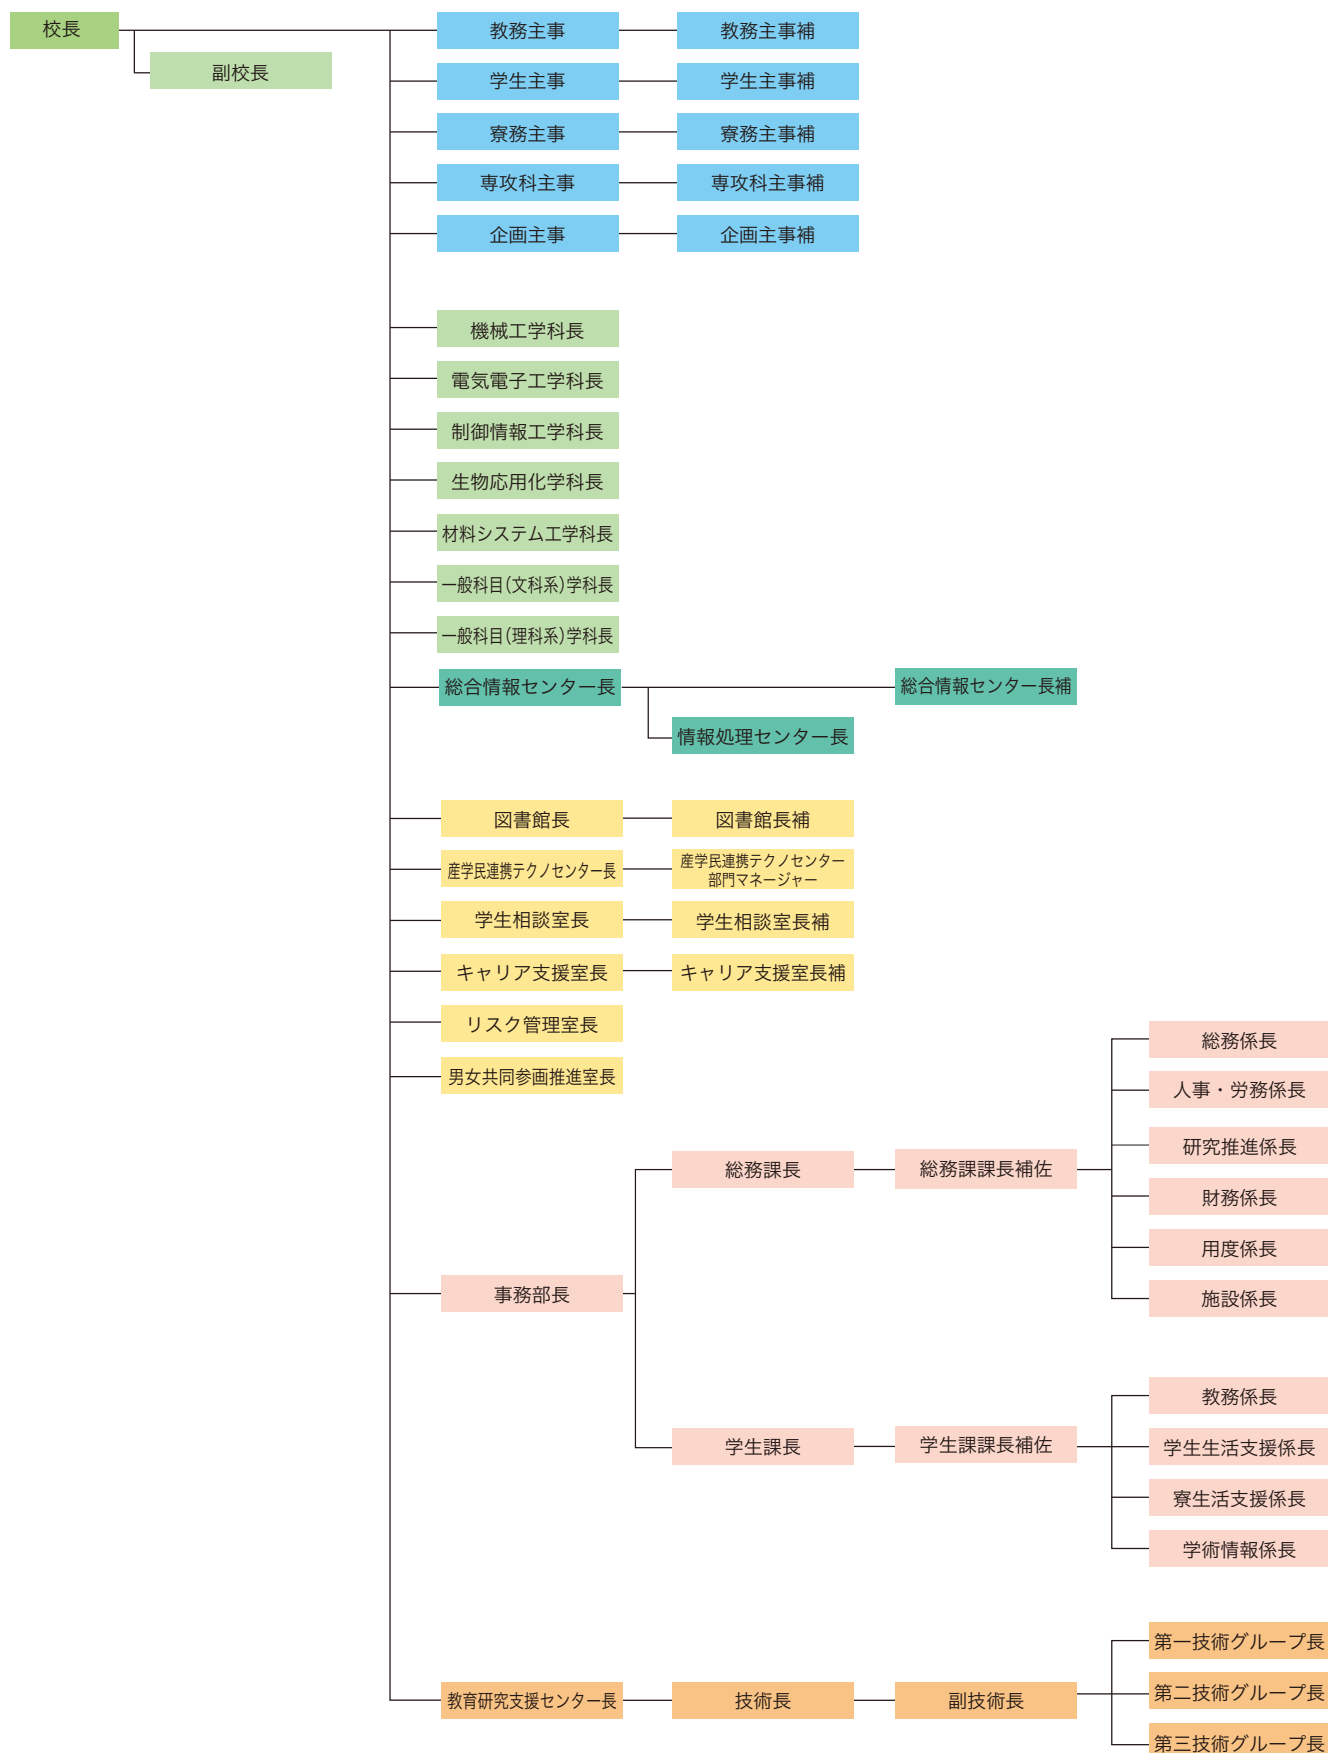 校長
副校長
教務主事
教務主事補
学生主事
学生主事補
寮務主事
寮務主事補
専攻科主事
専攻科主事補
企画主事
企画主事補
機械工学科長
電気電子工学科長
制御情報工学科長
生物応用化学科長
材料システム工学科長
一般科目(文科系)学科長
一般科目(理科系)学科長
総合情報センター長
総合情報センター長補
情報処理センター長
図書館長
図書館長補
産学民連携テクノセンター長
産学民連携テクノセンター
部門マネージャー
学生相談室長
学生相談室長補
キャリア支援室長
キャリア支援室長補
リスク管理室長
男女共同参画推進室長
事務部長
総務課長
総務課課長補佐
総務係長
人事・労務係長
研究推進係長
財務係長
用度係長
施設係長
学生課長
学生課課長補佐
教務係長
学生生活支援係長
寮生活支援係長
学術情報係長
教育研究支援センター長
技術長
副技術長
第一技術グループ長
第二技術グループ長
第三技術グループ長